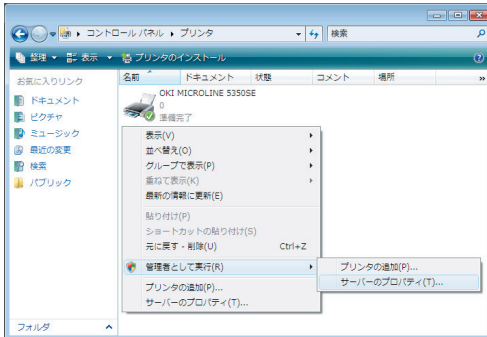 コントロール パネル ▸ プリンタ
検索
整理 表示 プリンタのインストール
お気に入りリンク
ドキュメント
ピクチャ
ミュージック
最近の変更
検索
パブリック
フォルダ
名前 ドキュメント 状態 コメント 場所 »
OKI MICROLINE 5350SE
0
準備完了
表示(V)
並べ替え(O)
グループで表示(P)
重ねて表示(K)
最新の情報に更新(E)
貼り付け(P)
ショートカットの貼り付け(S)
元に戻す - 削除(U) Ctrl+Z
管理者として実行(R)
プリンタの追加(P)...
サーバーのプロパティ(T)...
プリンタの追加(P)...
サーバーのプロパティ(T)...